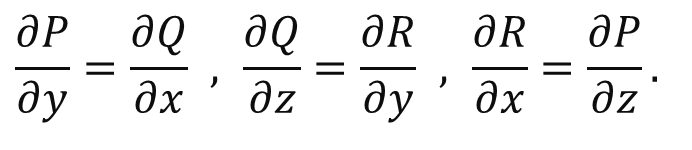 ∂P/∂y = ∂Q/∂x , ∂Q/∂z = ∂R/∂y , ∂R/∂x = ∂P/∂z .